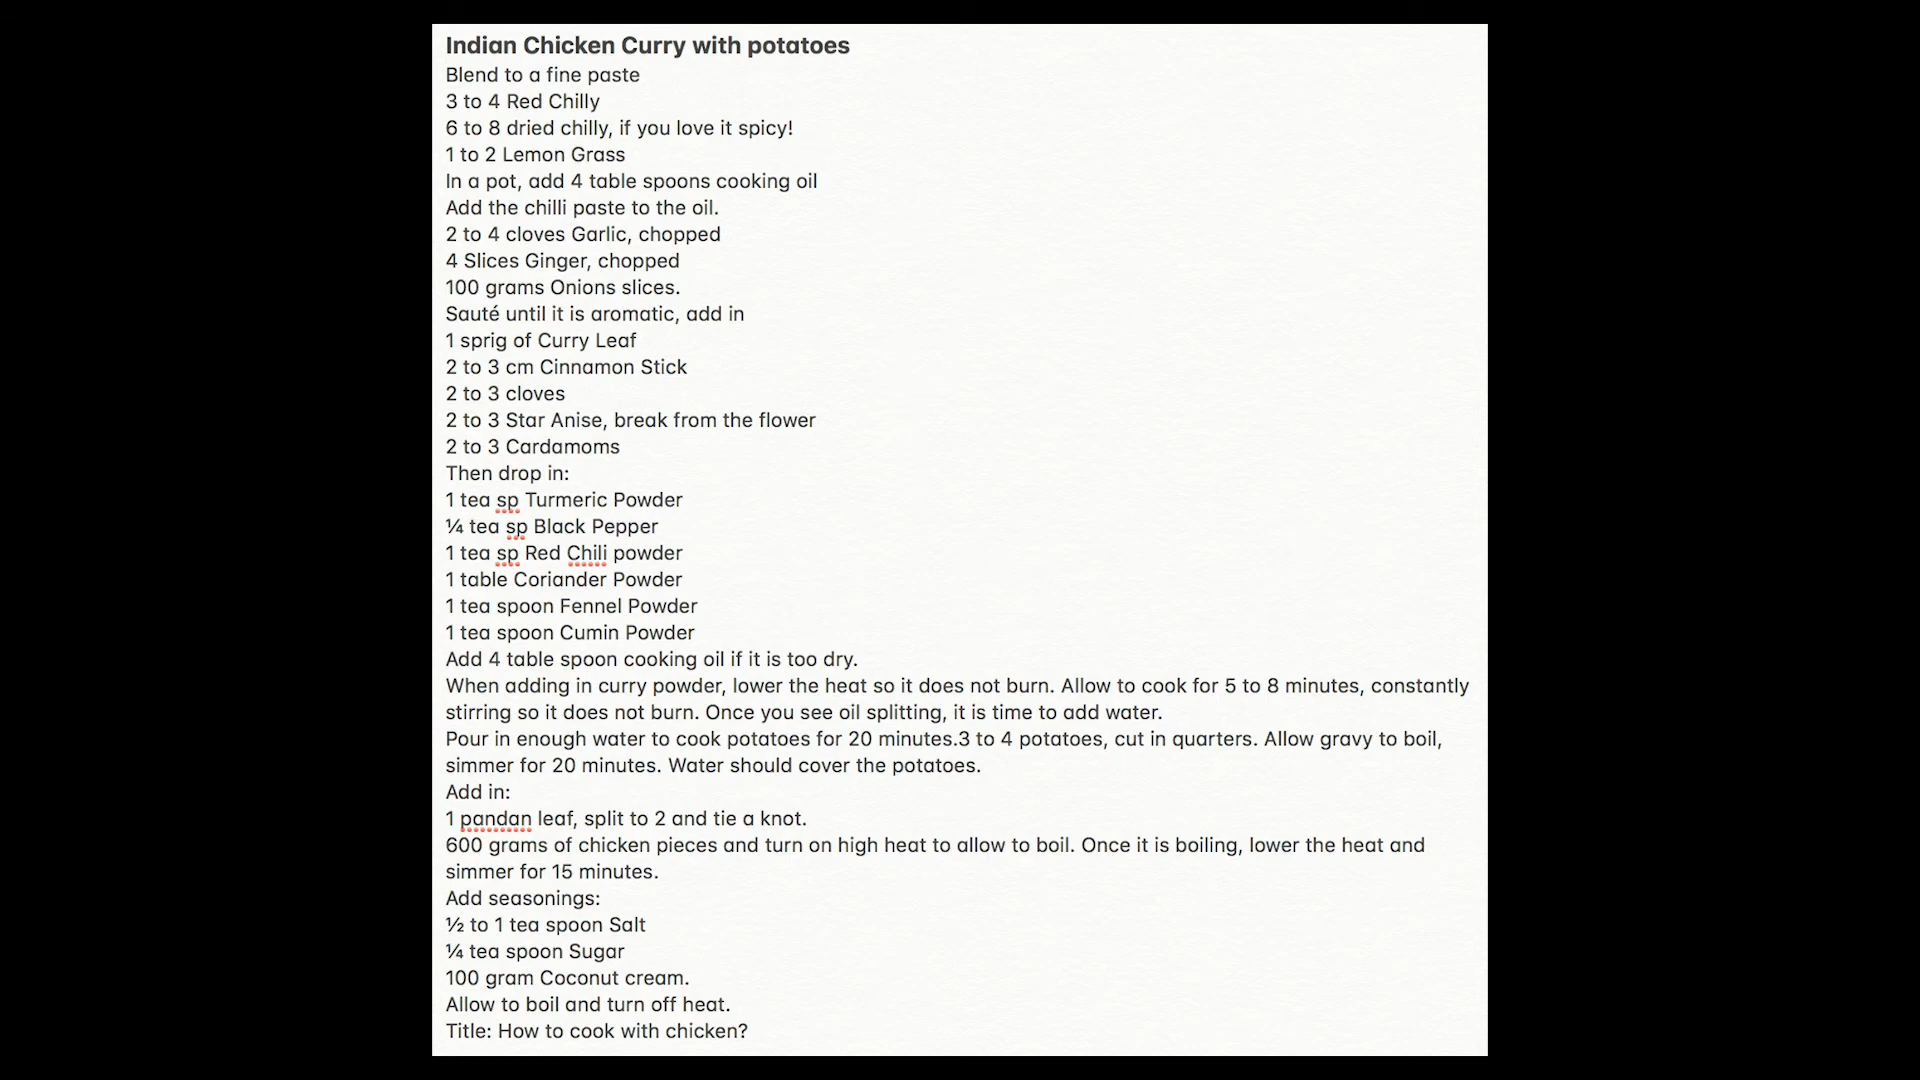 Indian Chicken Curry with potatoes
Blend to a fine paste
3 to 4 Red Chilly
6 to 8 dried chilly, if you love it spicy!
1 to 2 Lemon Grass
In a pot, add 4 table spoons cooking oil
Add the chilli paste to the oil.
2 to 4 cloves Garlic, chopped
4 Slices Ginger, chopped
100 grams Onions slices.
Sauté until it is aromatic, add in
1 sprig of Curry Leaf
2 to 3 cm Cinnamon Stick
2 to 3 cloves
2 to 3 Star Anise, break from the flower
2 to 3 Cardamoms
Then drop in:
1 tea sp Turmeric Powder
¼ tea sp Black Pepper
1 tea sp Red Chili powder
1 table Coriander Powder
1 tea spoon Fennel Powder
1 tea spoon Cumin Powder
Add 4 table spoon cooking oil if it is too dry.
When adding in curry powder, lower the heat so it does not burn. Allow to cook for 5 to 8 minutes, constantly
stirring so it does not burn. Once you see oil splitting, it is time to add water.
Pour in enough water to cook potatoes for 20 minutes.3 to 4 potatoes, cut in quarters. Allow gravy to boil,
simmer for 20 minutes. Water should cover the potatoes.
Add in:
1 pandan leaf, split to 2 and tie a knot.
600 grams of chicken pieces and turn on high heat to allow to boil. Once it is boiling, lower the heat and
simmer for 15 minutes.
Add seasonings:
½ to 1 tea spoon Salt
¼ tea spoon Sugar
100 gram Coconut cream.
Allow to boil and turn off heat.
Title: How to cook with chicken?